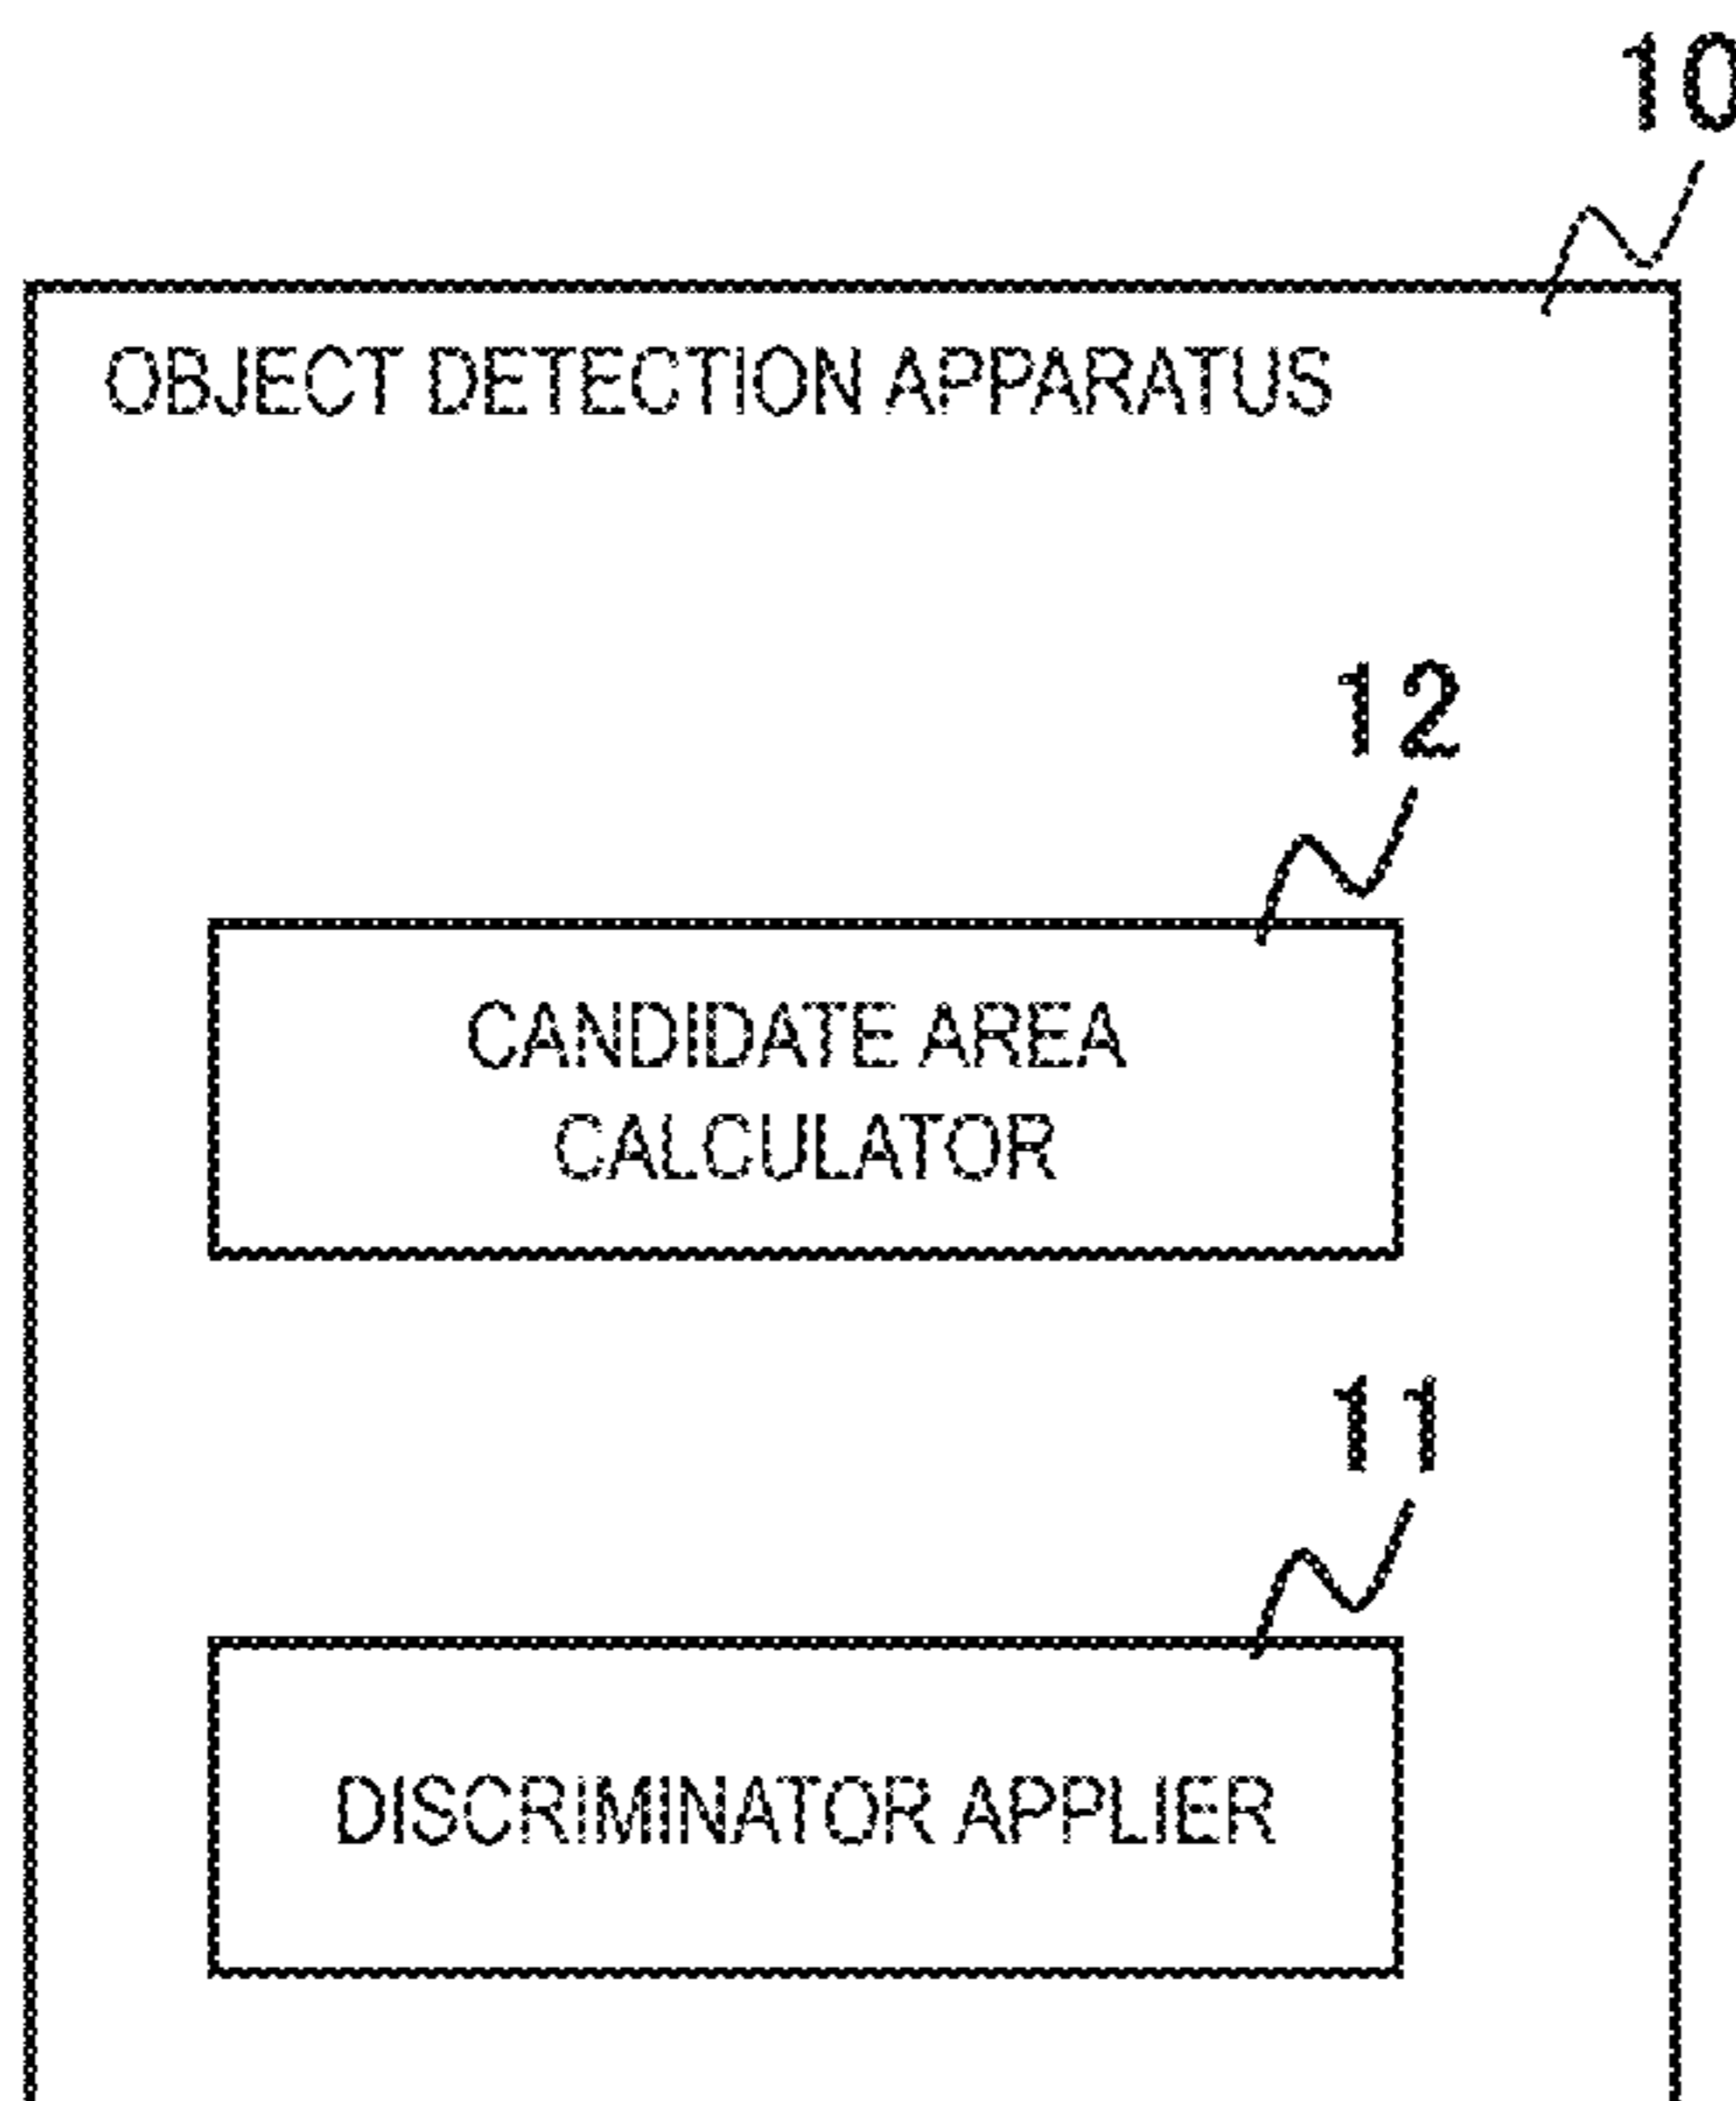 10
OBJECT DETECTION APPARATUS
12
CANDIDATE AREA
CALCULATOR
11
DISCRIMINATOR APPLIER